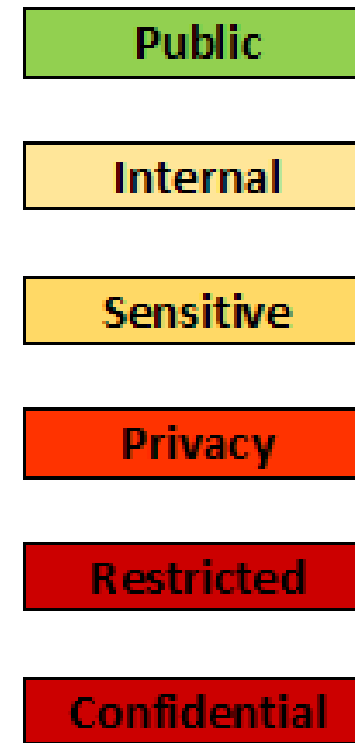 Public
Internal
Sensitive
Privacy
Restricted
Confidential